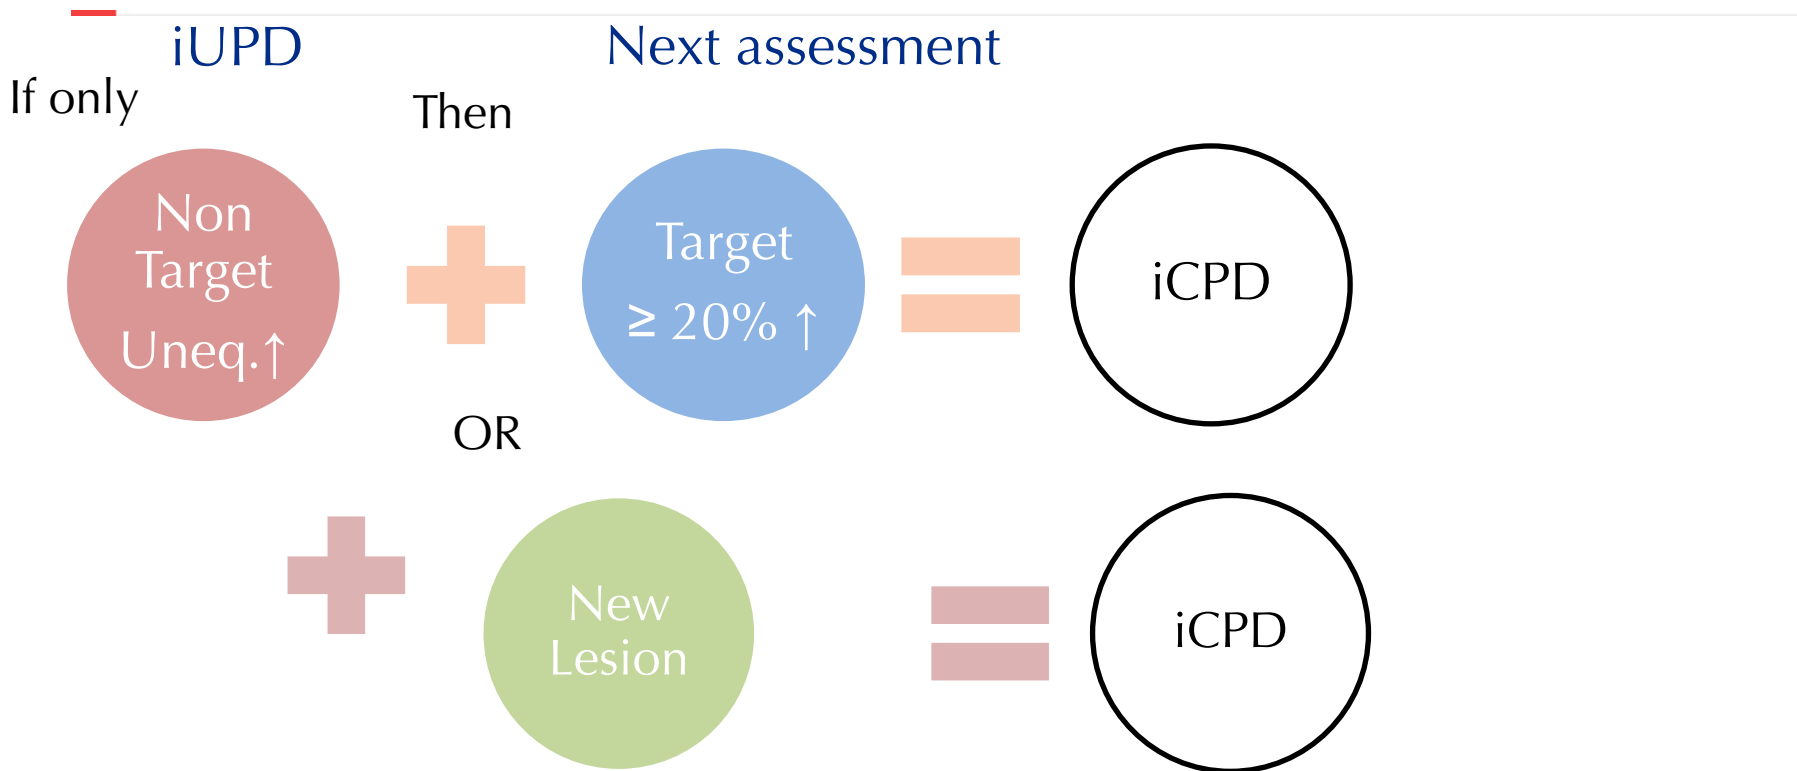 iUPD
Next assessment
If only
Then
Non
Target
Uneq.↑
Target
≥ 20% ↑
iCPD
OR
New
Lesion
iCPD